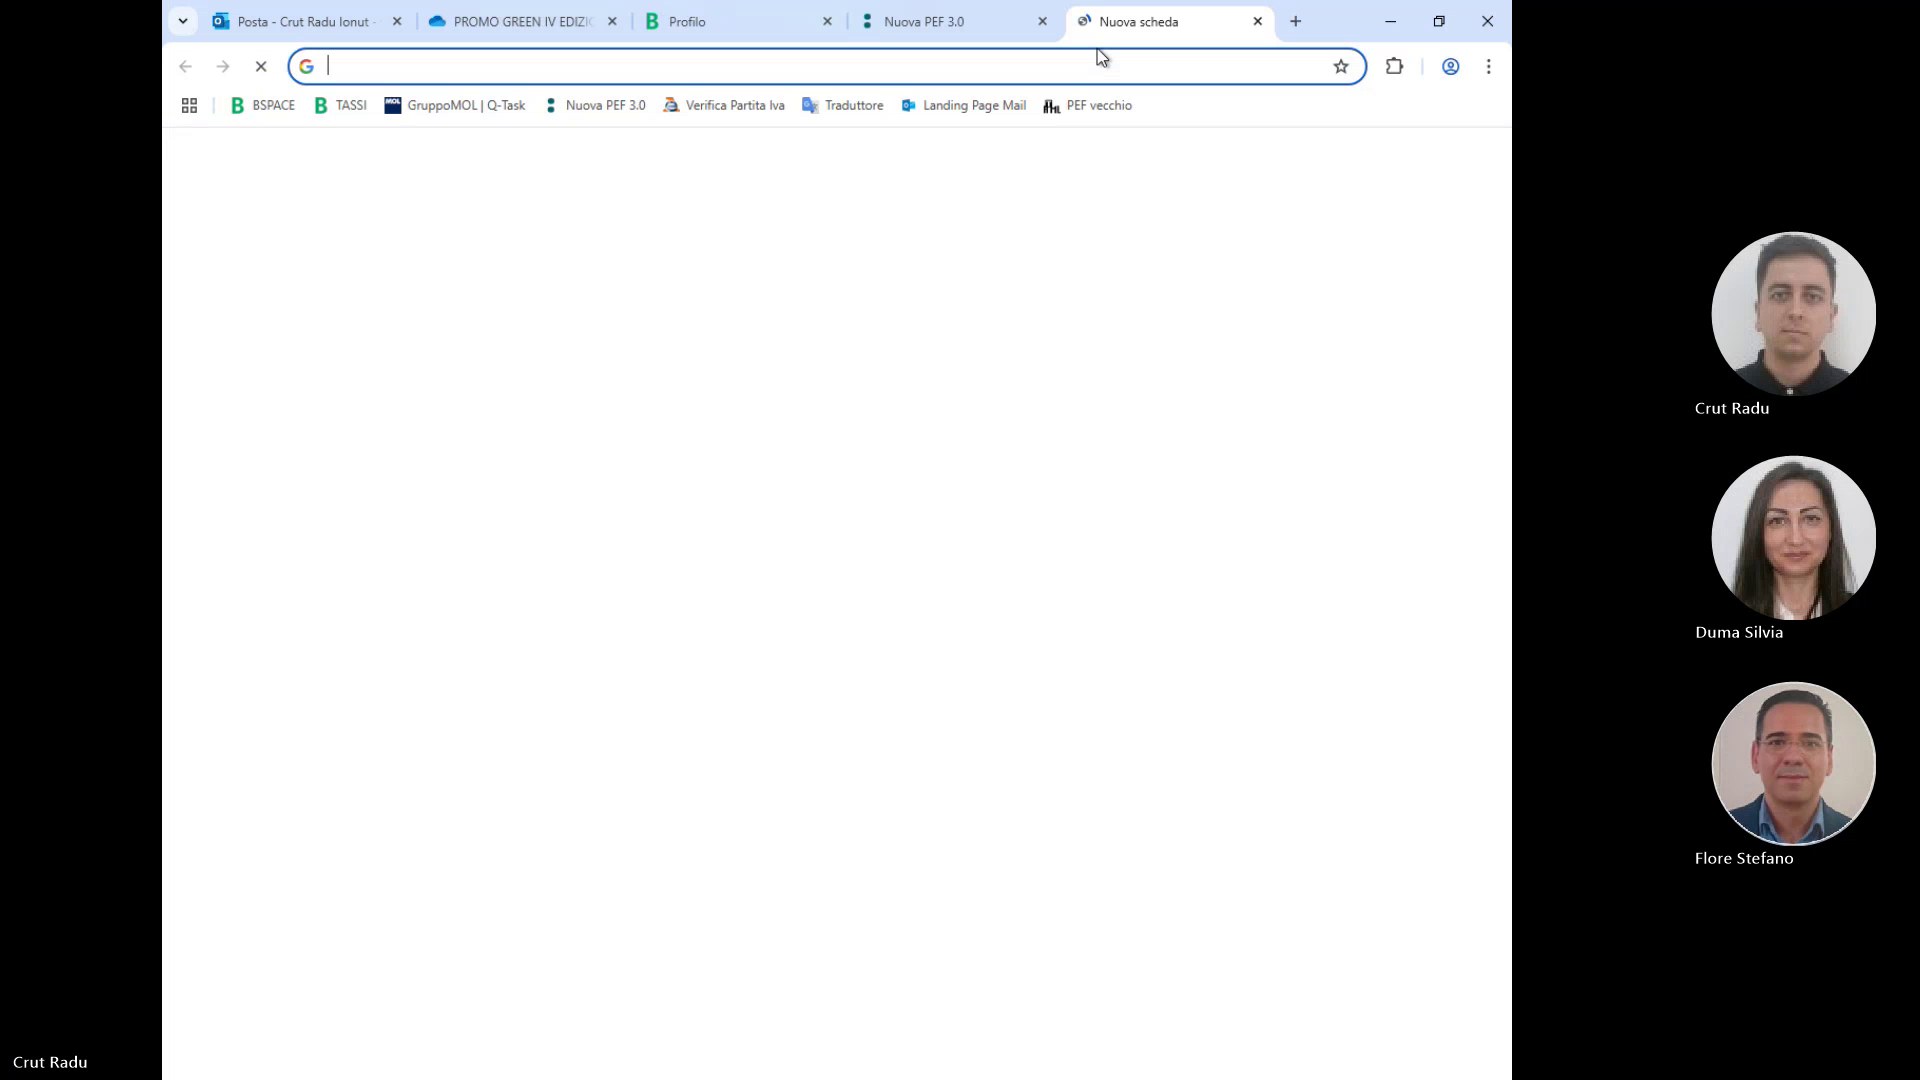 Posta - Crut Radu Ionut -
PROMO GREEN IV EDIZI
Profilo
Nuova PEF 3.0
Nuova scheda
BSPACE
TASSI
GruppoMOL | Q-Task
Nuova PEF 3.0
Verifica Partita Iva
Traduttore
Landing Page Mail
PEF vecchio
Crut Radu
Duma Silvia
Flore Stefano
Crut Radu